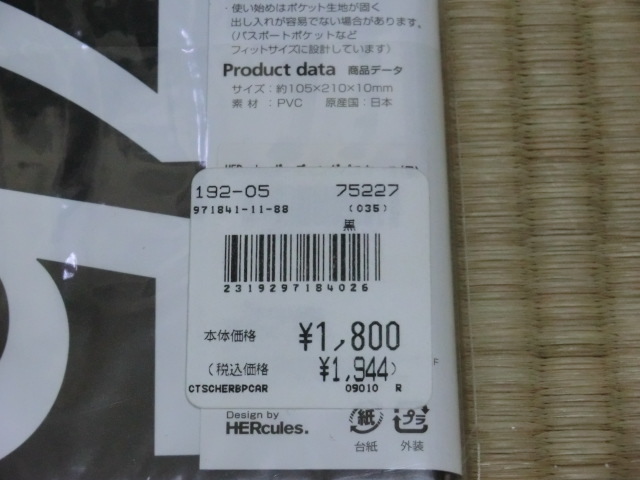 ・使い始めはポケット生地が固く
出し入れが容易でない場合があります。
(パスポートポケットなど
フィットサイズに設計しています)
Product data 商品データ
サイズ：約105×210×10mm
素 材：PVC 原産国：日本
192-05 75227
971841-11-88 (035)
黒
2319297184026
本体価格 ¥1,800
(税込価格 ¥1,944)
CTSCHERBPCAR 09010 R
Design by
HERcules.
紙 プラ
台紙 外装